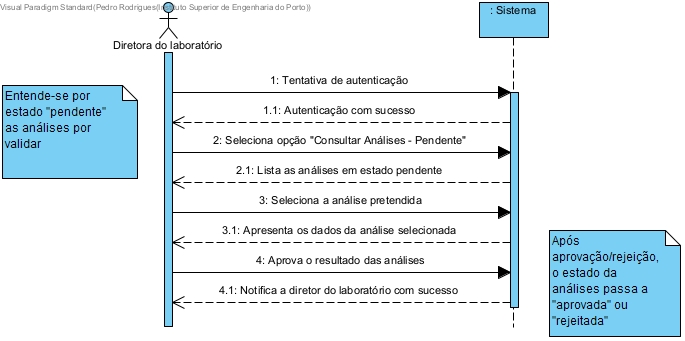 Visual Paradigm Standard(Pedro Rodrigues(Instituto Superior de Engenharia do Porto))
: Sistema
Diretora do laboratório
1: Tentativa de autenticação
Entende-se por
estado "pendente"
as análises por
validar
1.1: Autenticação com sucesso
2: Seleciona opção "Consultar Análises - Pendente"
2.1: Lista as análises em estado pendente
3: Seleciona a análise pretendida
3.1: Apresenta os dados da análise selecionada
4: Aprova o resultado das análises
4.1: Notifica a diretor do laboratório com sucesso
Após
aprovação/rejeição,
o estado da
análises passa a
"aprovada" ou
"rejeitada"